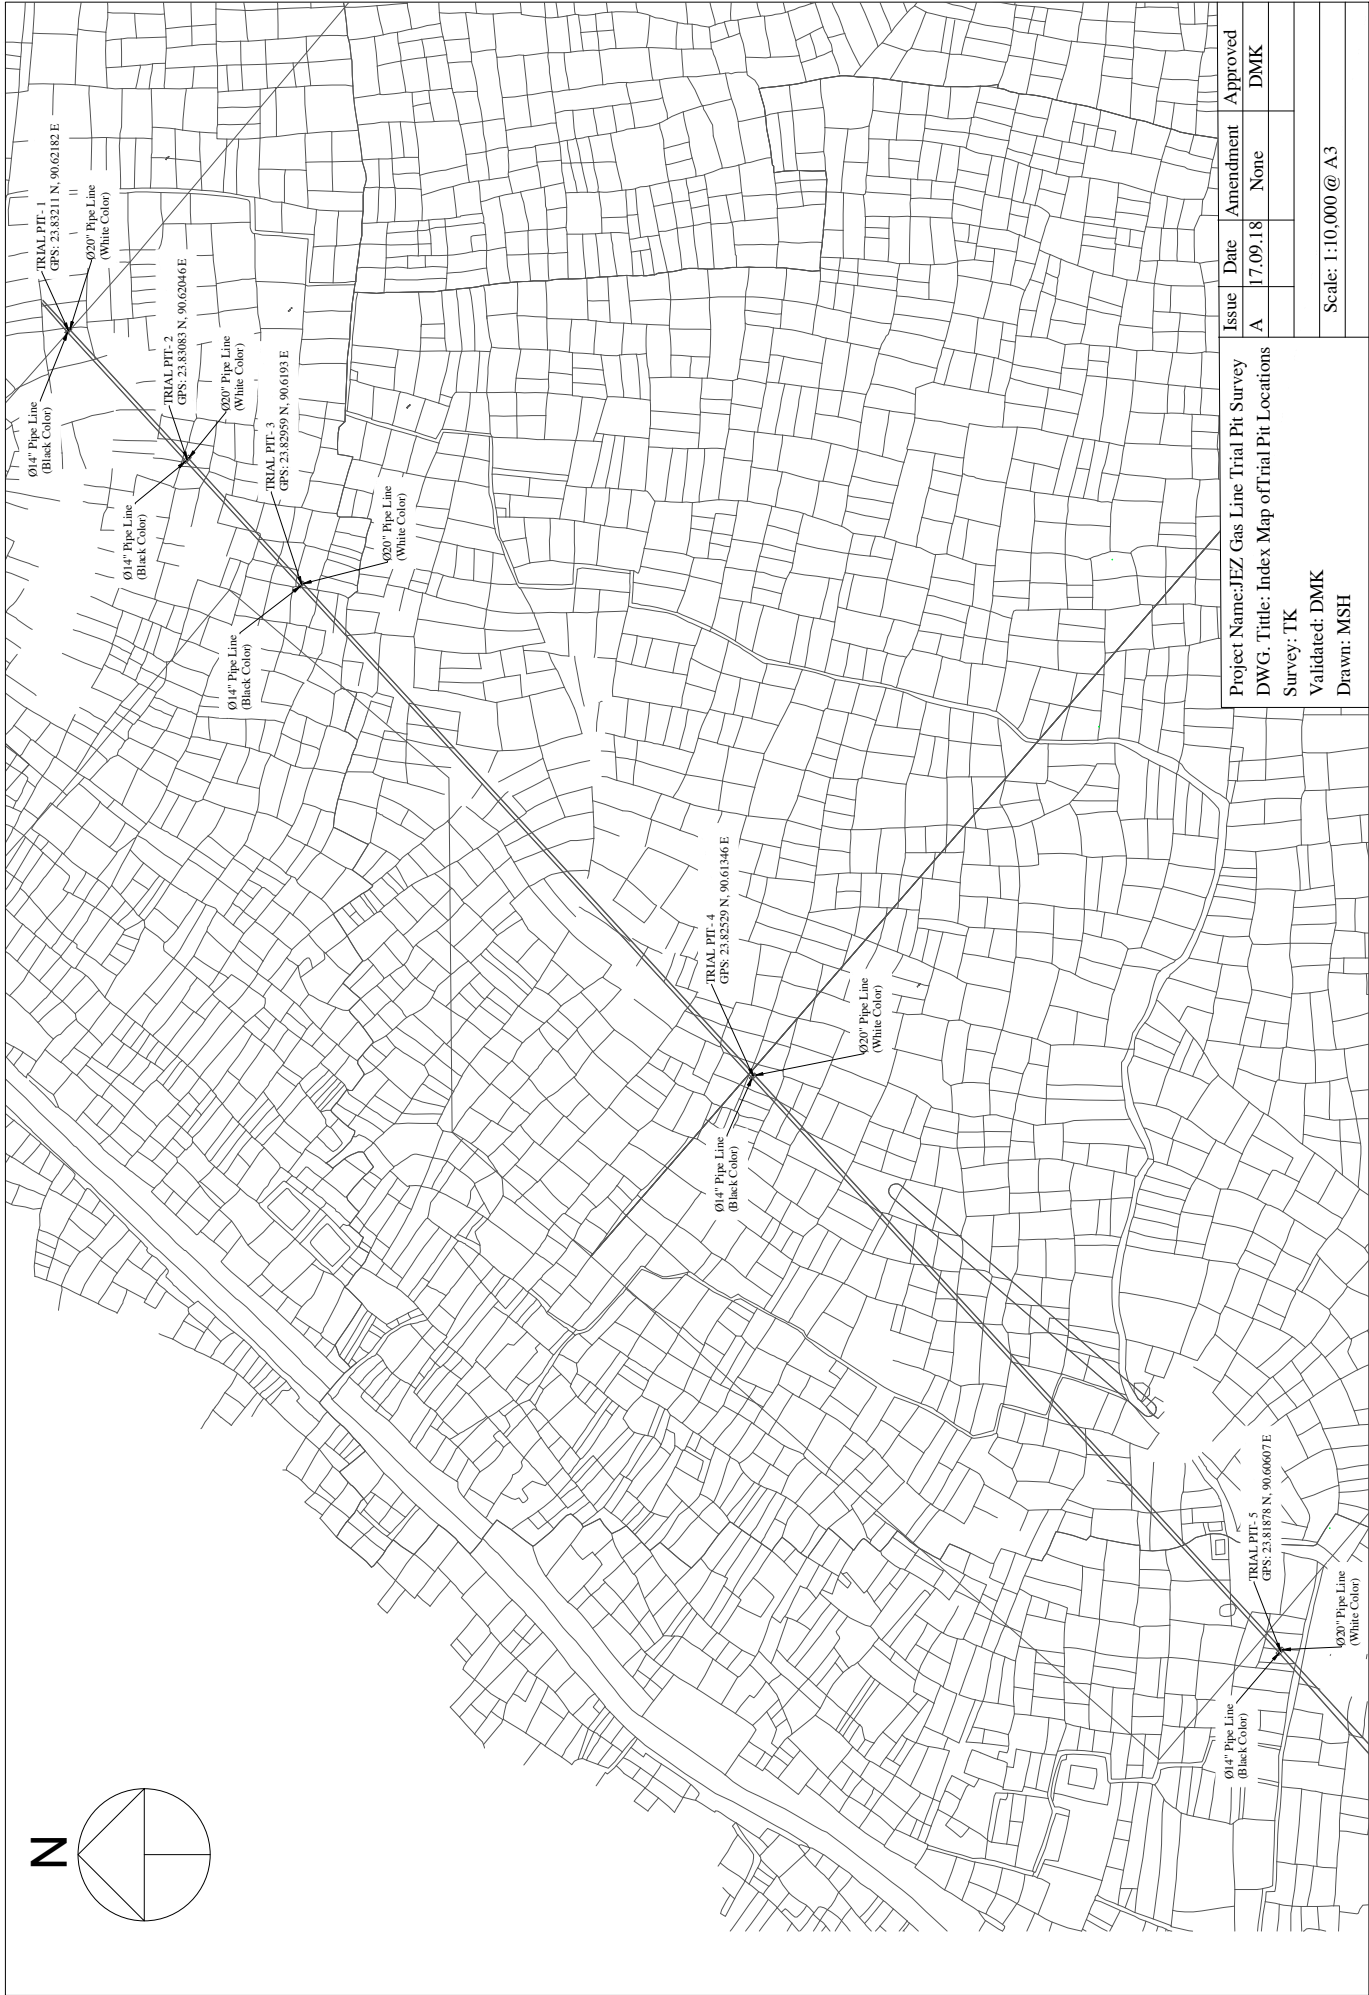 N
TRIAL PIT- 1
GPS: 23.83211 N, 90.62182 E
Ø14" Pipe Line
(Black Color)
Ø20" Pipe Line
(White Color)
TRIAL PIT- 2
GPS: 23.83083 N, 90.62046 E
Ø14" Pipe Line
(Black Color)
Ø20" Pipe Line
(White Color)
TRIAL PIT- 3
GPS: 23.82959 N, 90.6193 E
Ø14" Pipe Line
(Black Color)
Ø20" Pipe Line
(White Color)
TRIAL PIT- 4
GPS: 23.82529 N, 90.61346 E
Ø14" Pipe Line
(Black Color)
Ø20" Pipe Line
(White Color)
TRIAL PIT- 5
GPS: 23.81878 N, 90.60607 E
Ø14" Pipe Line
(Black Color)
Ø20" Pipe Line
(White Color)
Project Name:JEZ Gas Line Trial Pit Survey
DWG. Tittle: Index Map ofTrial Pit Locations
Survey: TK
Validated: DMK
Drawn: MSH
Issue Date Amendment Approved
A 17.09.18 None DMK
Scale: 1:10,000 @ A3